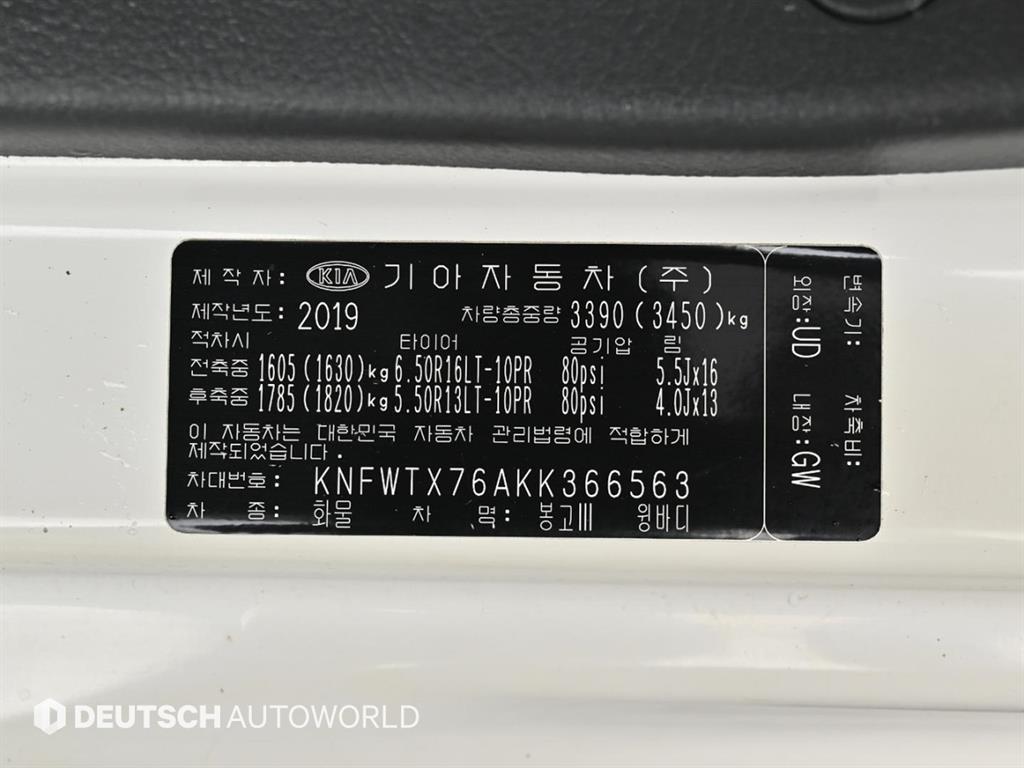 제 작 자: KIA 기아자동차(주)
제작년도: 2019 차량총중량 3390(3450)kg
적차시 타이어 공기압 림
전축중 1605(1630)kg 6.50R16LT-10PR 80psi 5.5Jx16
후축중 1785(1820)kg 5.50R13LT-10PR 80psi 4.0Jx13
이 자동차는 대한민국 자동차 관리법령에 적합하게
제작되었습니다.
차대번호: KNFWTX76AKK366563
차 종: 화물 차 명: 봉고III 윙바디
변속기: 차축비:
외장:UD 내장:GW
DEUTSCH AUTOWORLD